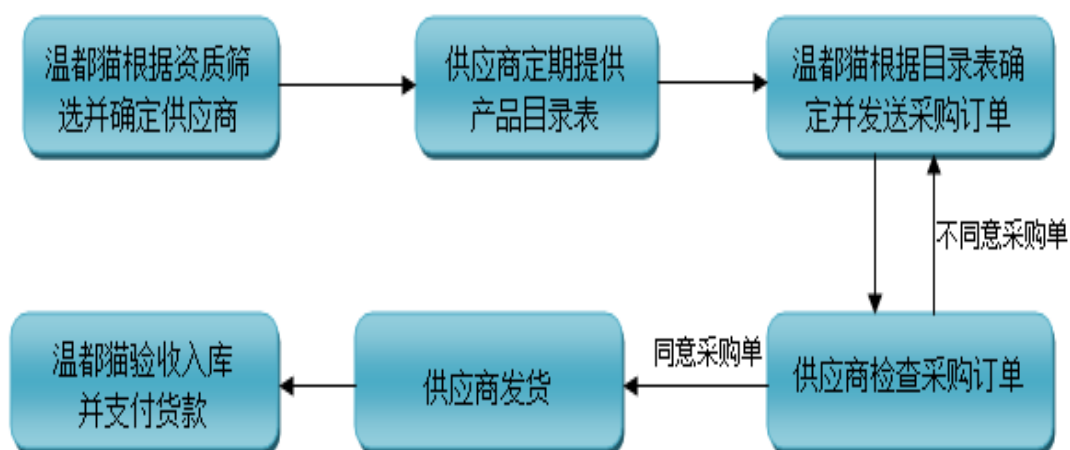 温都猫根据资质筛
选并确定供应商
供应商定期提供
产品目录表
温都猫根据目录表确
定并发送采购订单
不同意采购单
供应商检查采购订单
同意采购单
供应商发货
温都猫验收入库
并支付货款